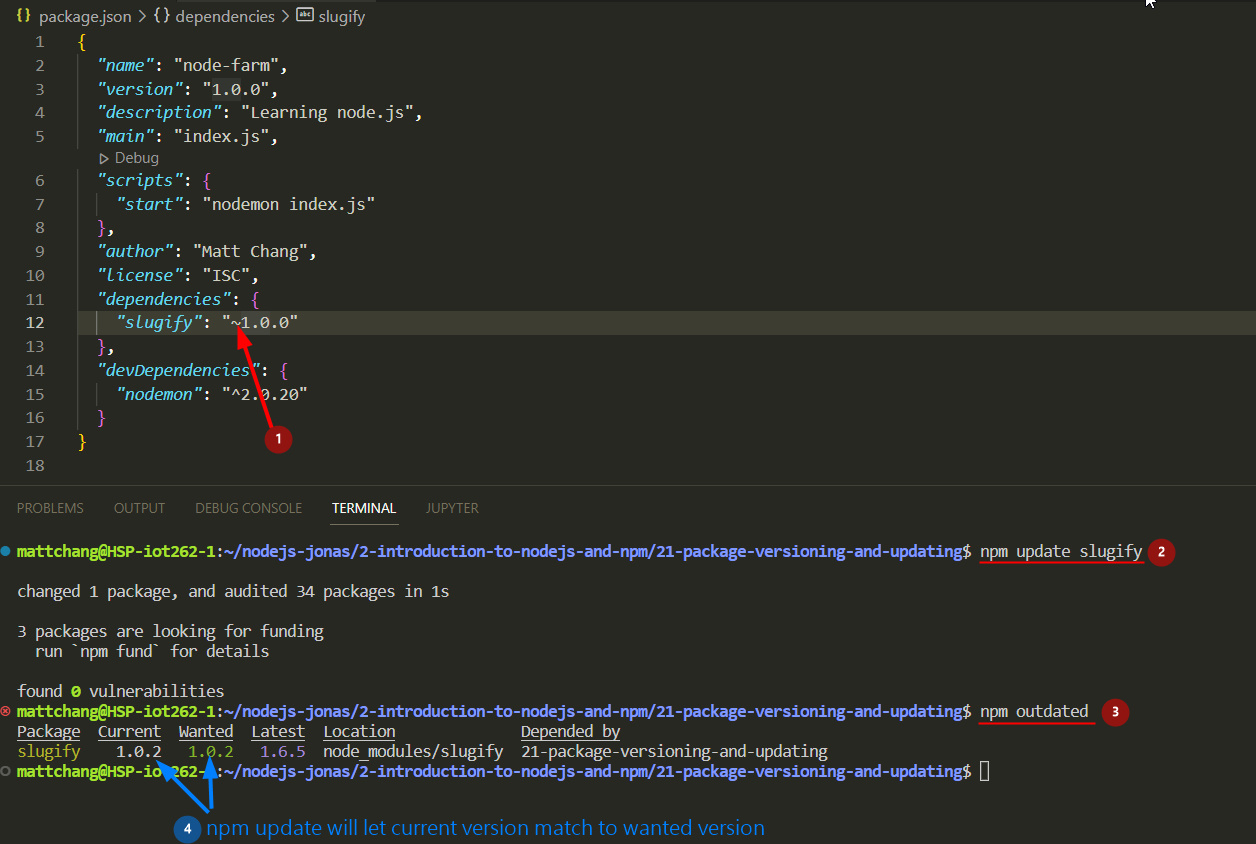 {} package.json > {} dependencies > abc slugify
1 {
2 "name": "node-farm",
3 "version": "1.0.0",
4 "description": "Learning node.js",
5 "main": "index.js",
Debug
6 "scripts": {
7 "start": "nodemon index.js"
8 },
9 "author": "Matt Chang",
10 "license": "ISC",
11 "dependencies": {
12 "slugify": "~1.0.0"
13 },
14 "devDependencies": {
15 "nodemon": "^2.0.20"
16 }
1
17 }
18
PROBLEMS OUTPUT DEBUG CONSOLE TERMINAL JUPYTER
mattchang@HSP-iot262-1:~/nodejs-jonas/2-introduction-to-nodejs-and-npm/21-package-versioning-and-updating$ npm update slugify 2
changed 1 package, and audited 34 packages in 1s
3 packages are looking for funding
run `npm fund` for details
found 0 vulnerabilities
mattchang@HSP-iot262-1:~/nodejs-jonas/2-introduction-to-nodejs-and-npm/21-package-versioning-and-updating$ npm outdated 3
Package Current Wanted Latest Location Depended by
slugify 1.0.2 1.0.2 1.6.5 node_modules/slugify 21-package-versioning-and-updating
mattchang@HSP-iot262-1:~/nodejs-jonas/2-introduction-to-nodejs-and-npm/21-package-versioning-and-updating$
4 npm update will let current version match to wanted version